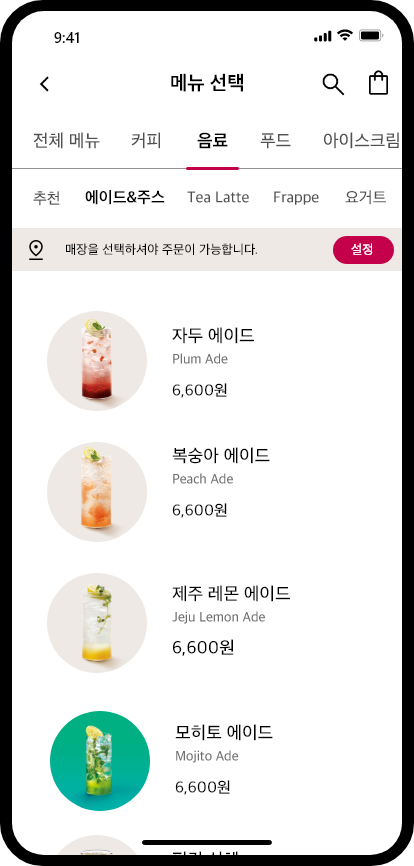 9:41
메뉴 선택
전체 메뉴 커피 음료 푸드 아이스크림
추천 에이드&주스 Tea Latte Frappe 요거트
매장을 선택하셔야 주문이 가능합니다. 설정
자두 에이드
Plum Ade
6,600원
복숭아 에이드
Peach Ade
6,600원
제주 레몬 에이드
Jeju Lemon Ade
6,600원
모히토 에이드
Mojito Ade
6,600원